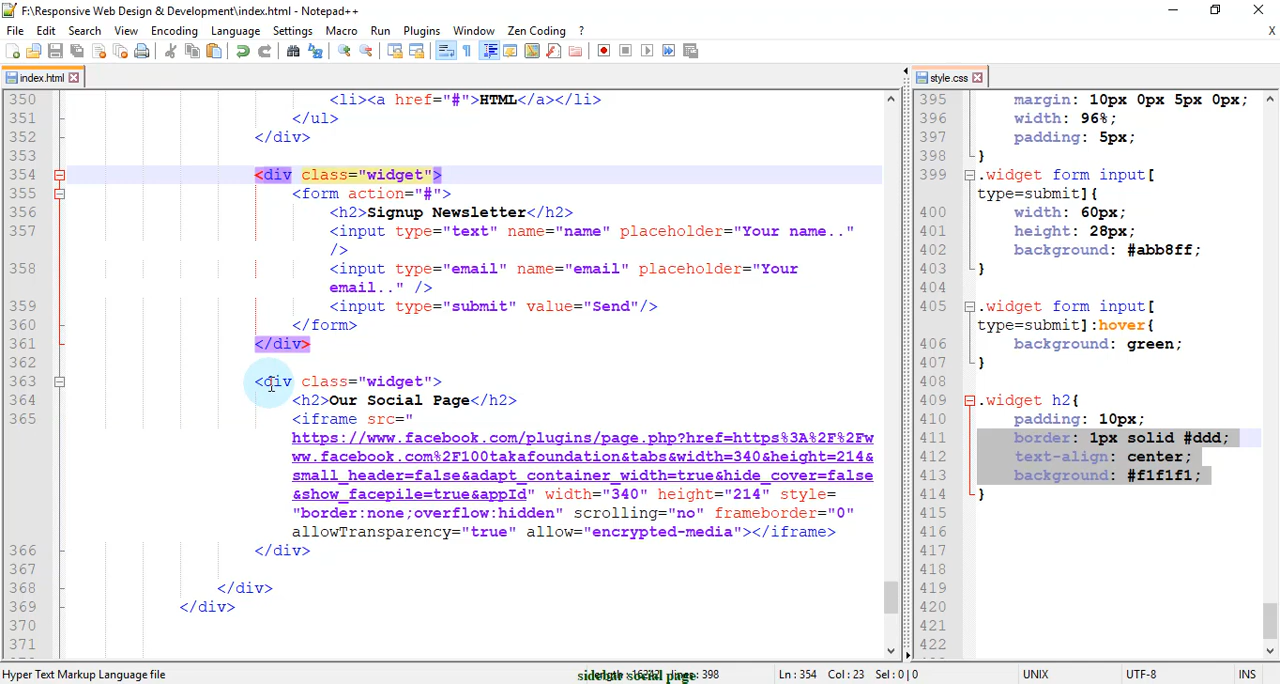 F:\Responsive Web Design & Development\index.html - Notepad++
File Edit Search View Encoding Language Settings Macro Run Plugins Window Zen Coding ? X
index.html
style.css
350 <li><a href="#">HTML</a></li>
351 </ul>
352 </div>
353
354 <div class="widget">
355 <form action="#">
356 <h2>Signup Newsletter</h2>
357 <input type="text" name="name" placeholder="Your name.."
/>
358 <input type="email" name="email" placeholder="Your
email.." />
359 <input type="submit" value="Send"/>
360 </form>
361 </div>
362
363 <div class="widget">
364 <h2>Our Social Page</h2>
365 <iframe src="
https://www.facebook.com/plugins/page.php?href=https%3A%2F%2Fw
ww.facebook.com%2F100takafoundation&tabs&width=340&height=214&
small_header=false&adapt_container_width=true&hide_cover=false
&show_facepile=true&appId" width="340" height="214" style=
"border:none;overflow:hidden" scrolling="no" frameborder="0"
allowTransparency="true" allow="encrypted-media"></iframe>
366 </div>
367
368 </div>
369 </div>
370
371
395 margin: 10px 0px 5px 0px;
396 width: 96%;
397 padding: 5px;
398 }
399 .widget form input[
type=submit]{
400 width: 60px;
401 height: 28px;
402 background: #abb8ff;
403 }
404
405 .widget form input[
type=submit]:hover{
406 background: green;
407 }
408
409 .widget h2{
410 padding: 10px;
411 border: 1px solid #ddd;
412 text-align: center;
413 background: #f1f1f1;
414 }
415
416
417
418
419
420
421
422
Hyper Text Markup Language file
sidebar social page
lines : 398 Ln : 354 Col : 23 Sel : 0 | 0 UNIX UTF-8 INS